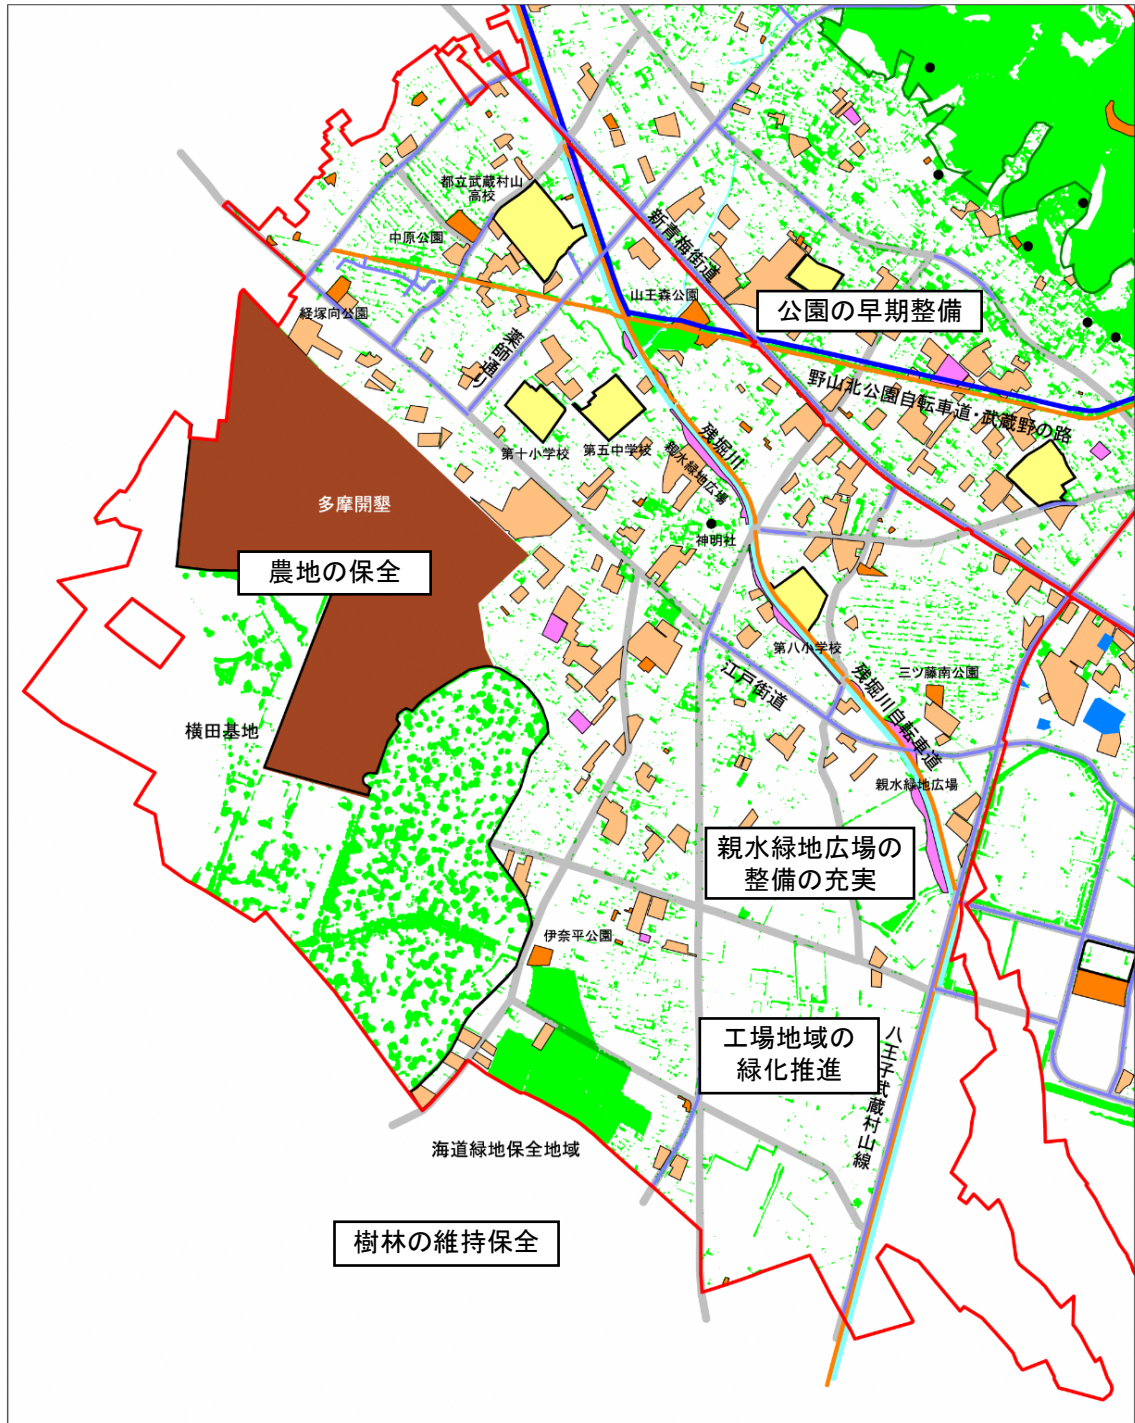 都立武蔵村山
高校
中原公園
新青梅街道
山王森公園
公園の早期整備
経塚向公園
薬師通り
野山北公園自転車道・武蔵野の路
残堀川
親水緑地広場
第十小学校
第五中学校
多摩開墾
神明社
農地の保全
第八小学校
江戸街道
残堀川自転車道
三ツ藤南公園
横田基地
親水緑地広場
親水緑地広場の
整備の充実
伊奈平公園
工場地域の
緑化推進
八王子武蔵村山線
海道緑地保全地域
樹林の維持保全